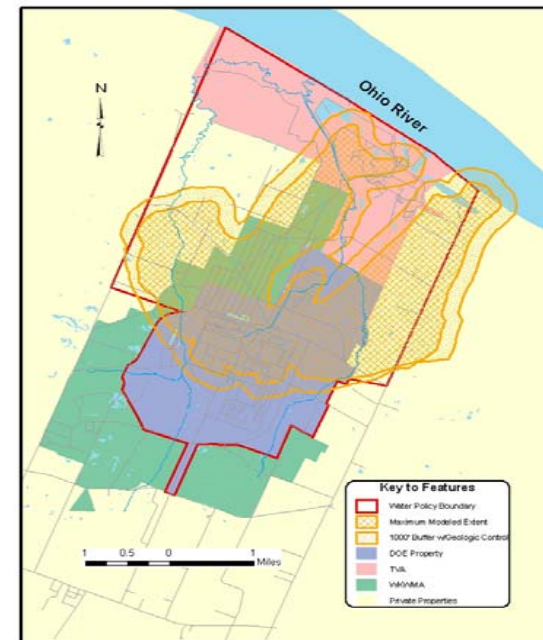 N
Ohio River
1 0.5 0 1
Miles
Key to Features
Water Policy Boundary
Maximum Modeled Extent
1000' Buffer w/Geologic Control
DOE Property
TVA
WKWMA
Private Properties